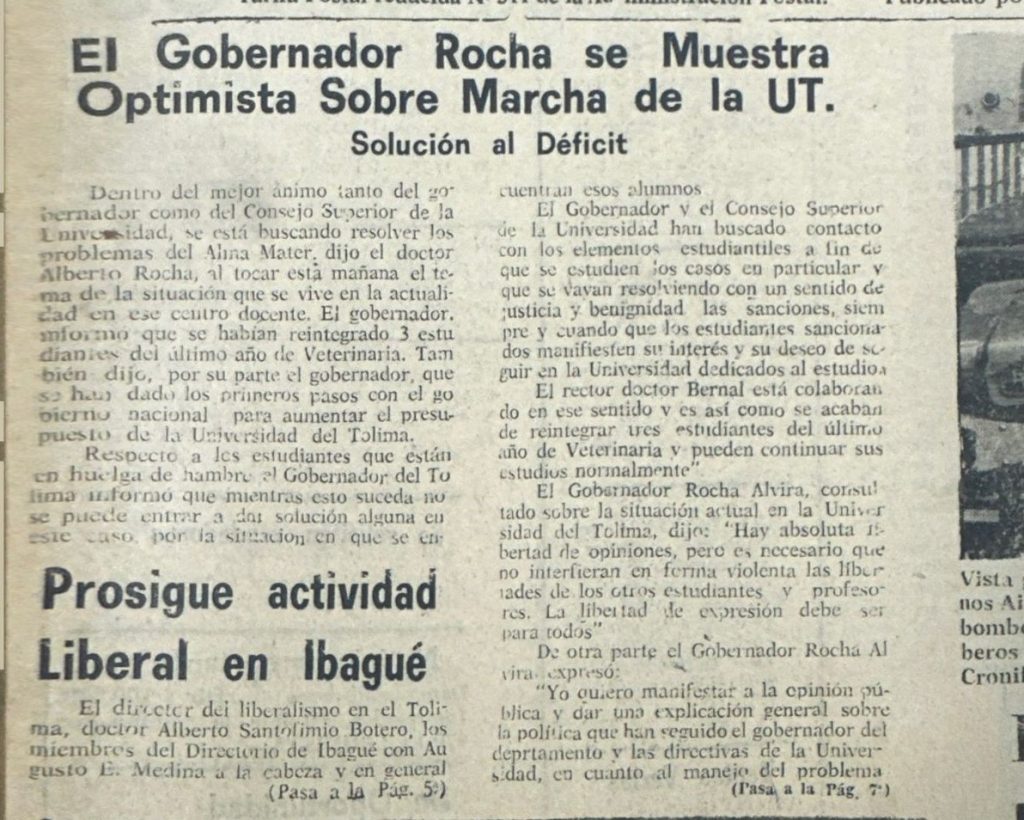 El Gobernador Rocha se Muestra
Optimista Sobre Marcha de la UT.
Solución al Déficit
Dentro del mejor ánimo tanto del go-
bernador como del Consejo Superior de la
Universidad, se está buscando resolver los
problemas del Alma Mater, dijo el doctor
Alberto Rocha, al tocar está mañana el te-
ma de la situación que se vive en la actuali-
dad en ese centro docente. El gobernador.
informó que se habían reintegrado 3 estu
diantes del último año de Veterinaria. Tam
bién dijo, por su parte el gobernador, que
se han dado los primeros pasos con el go
bierno nacional para aumentar el presu-
puesto de la Universidad del Tolima.
Respecto a les estudiantes que están
en huelga de hambre el Gobernador del To
lima informó que mientras esto suceda no
se puede entrar a dar solución alguna en
este caso, por la situación en que se en-
cuentran esos alumnos
El Gobernador y el Consejo Superior
de la Universidad han buscado contacto
con los elementos estudiantiles a fin de
que se estudien los casos en particular y
que se vayan resolviendo con un sentido de
justicia y benignidad las sanciones, siem
pre y cuando que los estudiantes sanciona-
dos manifiesten su interés y su deseo de se-
guir en la Universidad dedicados al estudio.
El rector doctor Bernal está colaboran
do en ese sentido y es así como se acaban
de reintegrar tres estudiantes del último
año de Veterinaria y pueden continuar sus
estudios normalmente".
El Gobernador Rocha Alvira, consul
tado sobre la situación actual en la Univer
sidad del Tolima, dijo: "Hay absoluta li-
bertad de opiniones, pero es necesario que
no interfieran en forma violenta las liber-
tades de los otros estudiantes y profeso-
res. La libertad de expresión debe ser
para todos"
De otra parte el Gobernador Rocha Al
vira, expresó:
"Yo quiero manifestar a la opinión pú-
blica y dar una explicación general sobre
la política que han seguido el gobernador del
deprtamento y las directivas de la Univer-
sidad, en cuanto al manejo del problema
(Pasa a la Pág. 7ª)
Prosigue actividad
Liberal en Ibagué
El directer del liberalismo en el Toli-
ma, doctor Alberto Santofimio Botero, los
miembros del Directorio de Ibagué con Au
gusto E. Medina a la cabeza y en general
(Pasa a la Pág. 5ª)
Vista
nos Ai
bombe
beros
Cronif